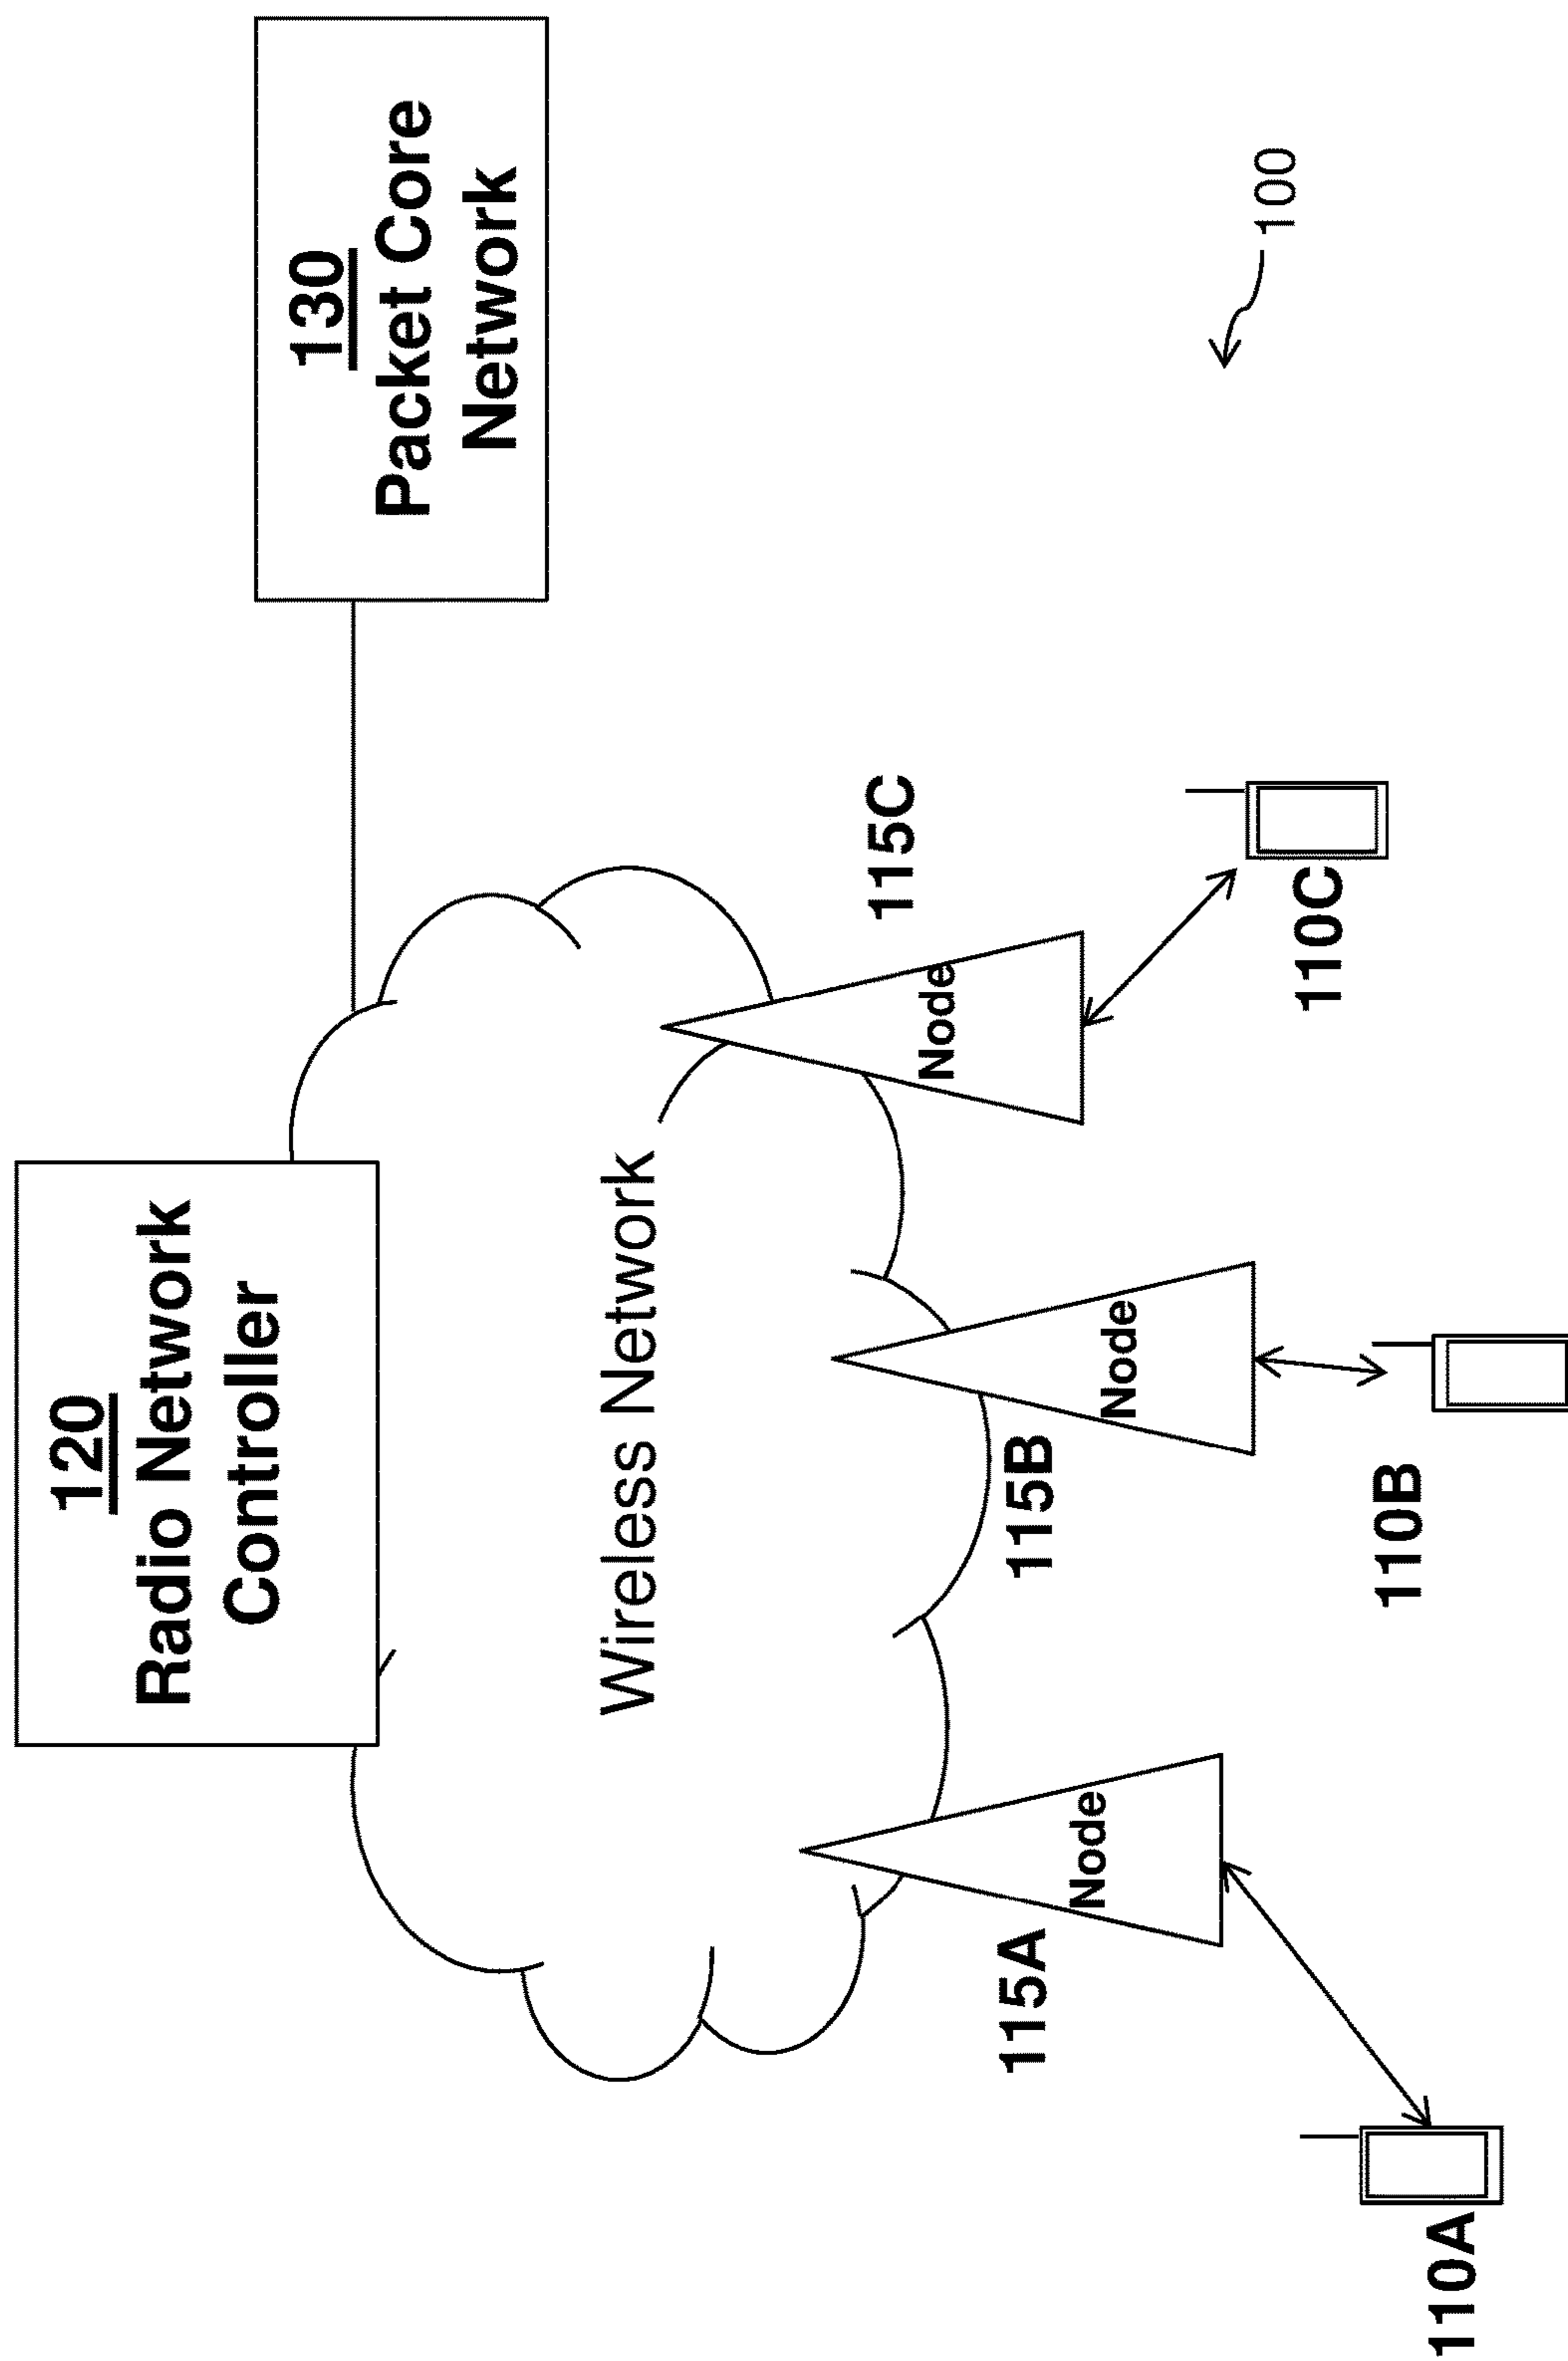 120
Radio Network
Controller
130
Packet Core
Network
Wireless Network
115C
Node
115B
Node
115A
Node
110C
110B
110A
100